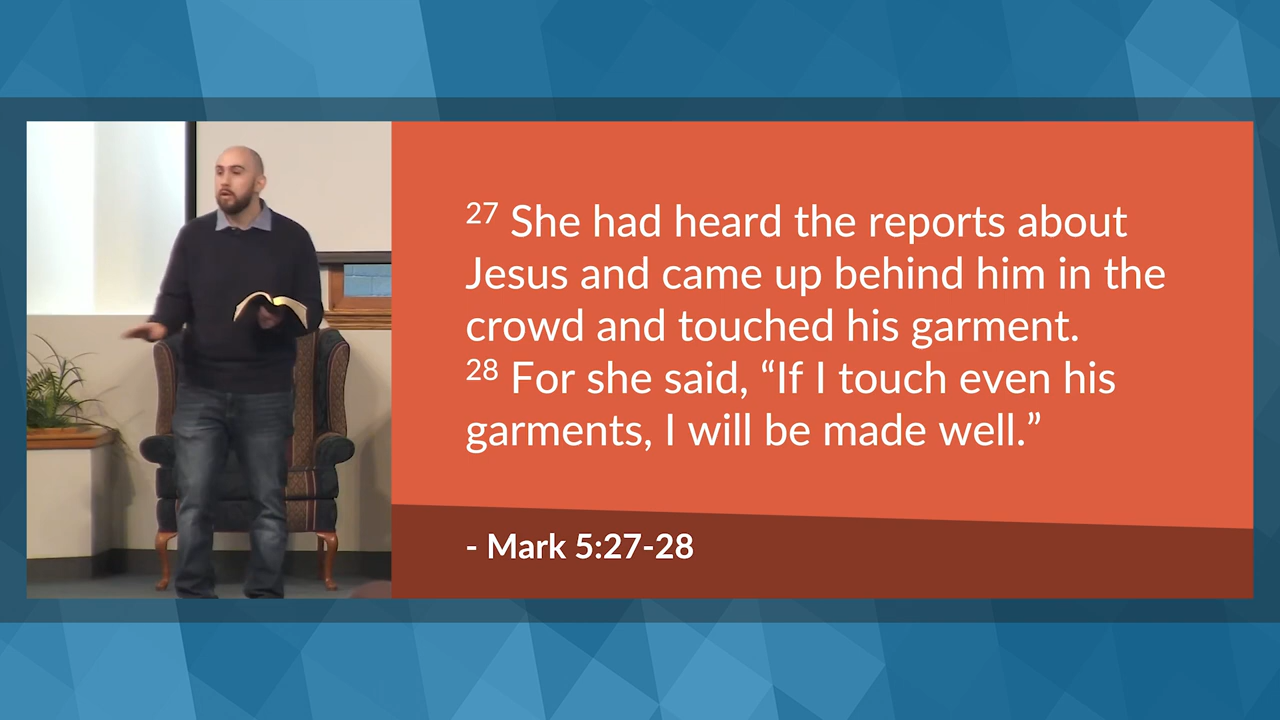 27 She had heard the reports about
Jesus and came up behind him in the
crowd and touched his garment.
28 For she said, “If I touch even his
garments, I will be made well.”
- Mark 5:27-28